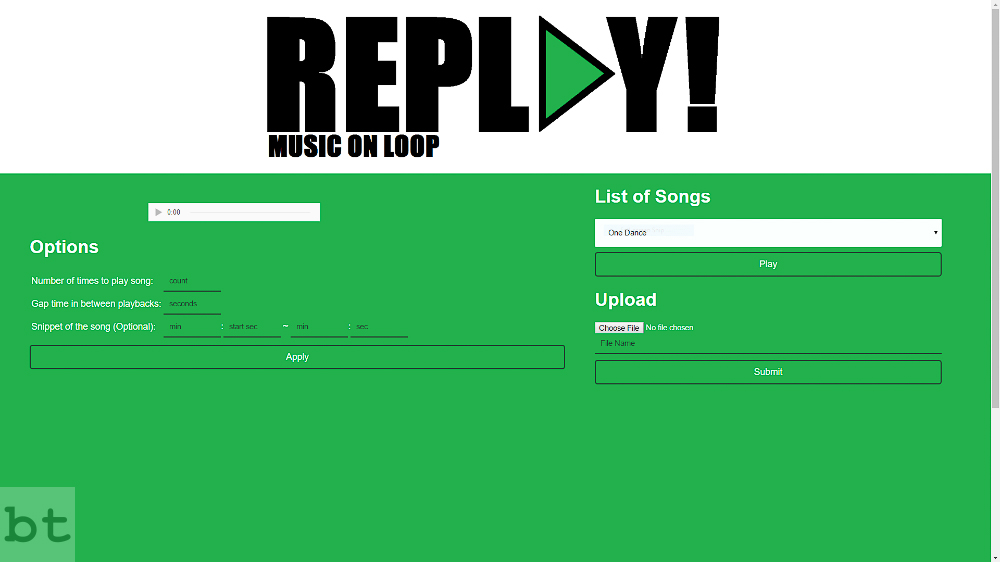 REPLAY!
MUSIC ON LOOP
0:00
Options
Number of times to play song: count
Gap time in between playbacks: seconds
Snippet of the song (Optional): min : start sec ~ min : sec
Apply
List of Songs
One Dance
Play
Upload
Choose File No file chosen
File Name
Submit
bt